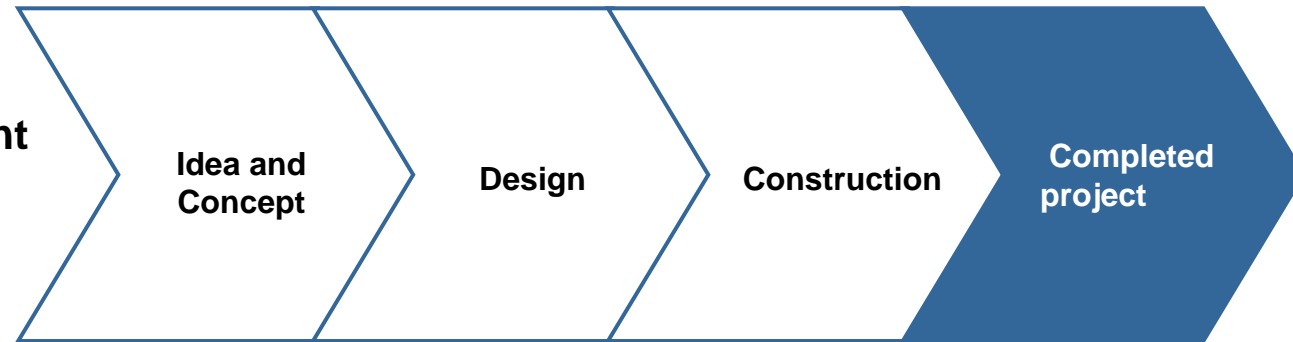 nt
Idea and
Concept
Design
Construction
Completed
project